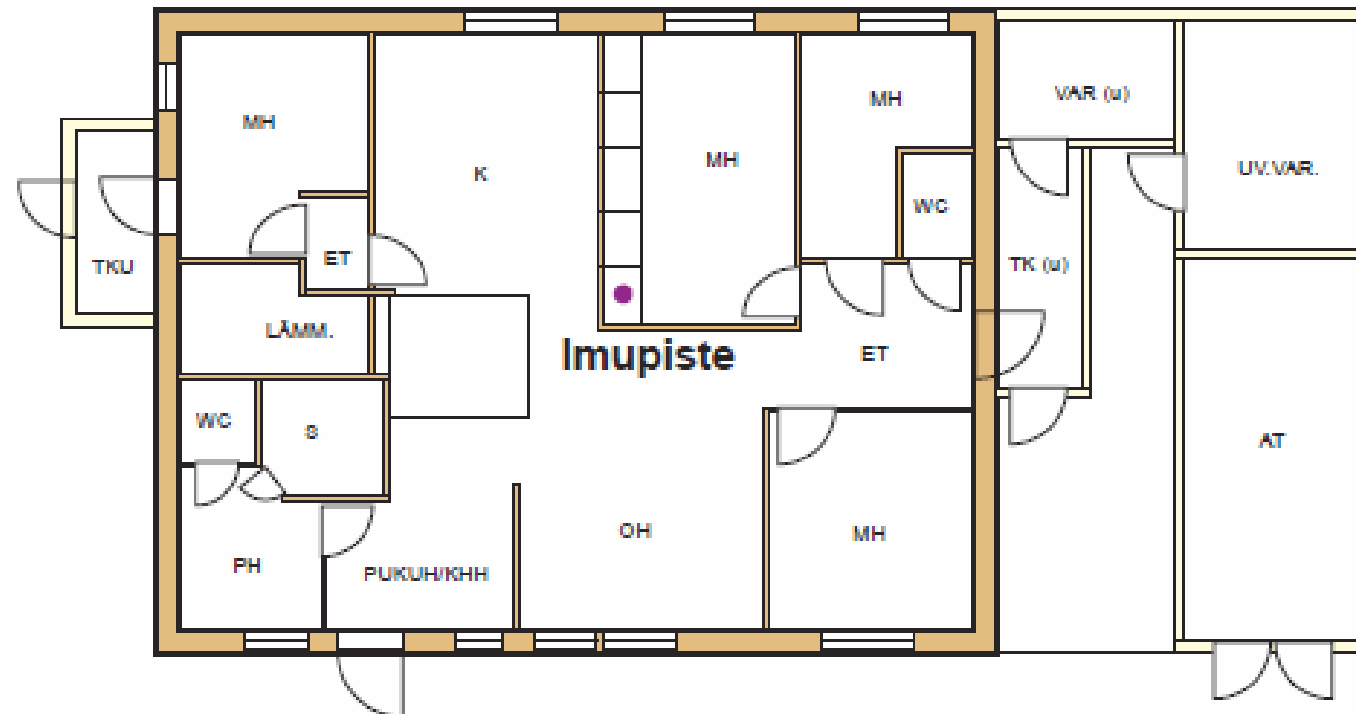 VAR (u)
MH
MH
MH
K
UV.VAR.
WC
ET
TKU
TK (u)
LÄMM.
Imupiste
ET
WC
S
AT
OH
MH
PH
PUKUH/KHH